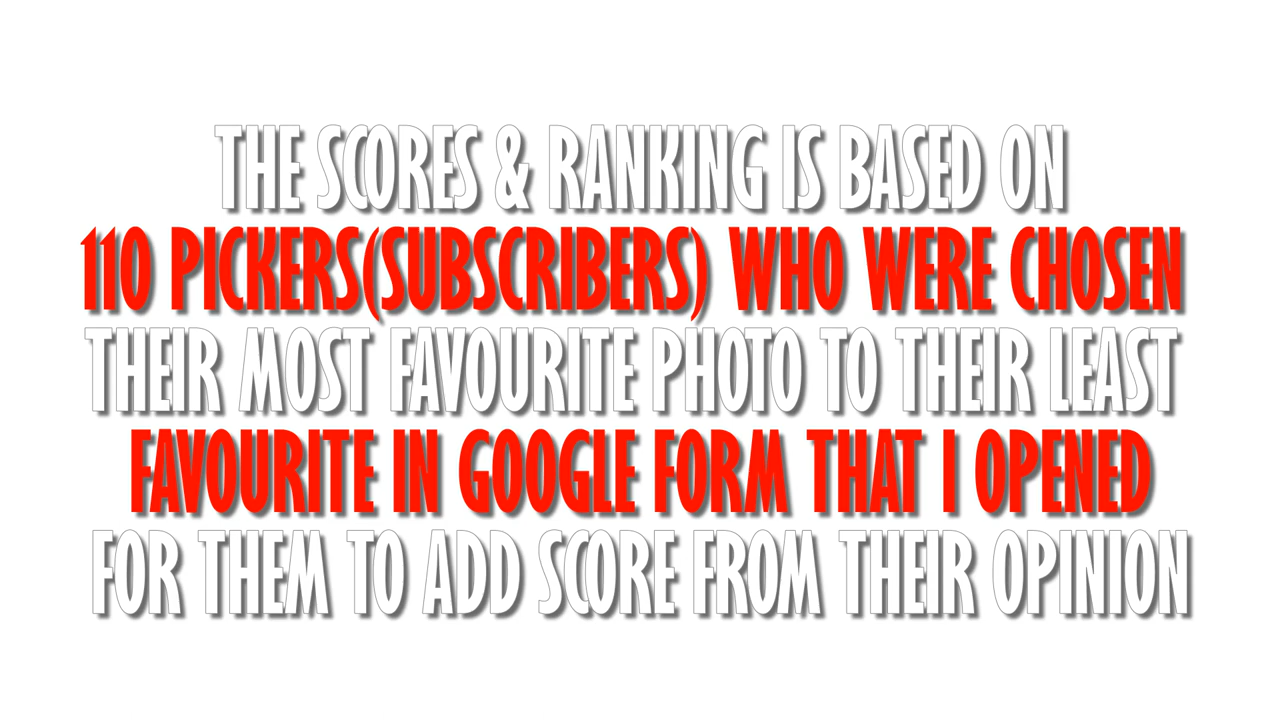 THE SCORES & RANKING IS BASED ON
110 PICKERS(SUBSCRIBERS) WHO WERE CHOSEN
THEIR MOST FAVOURITE PHOTO TO THEIR LEAST
FAVOURITE IN GOOGLE FORM THAT I OPENED
FOR THEM TO ADD SCORE FROM THEIR OPINION